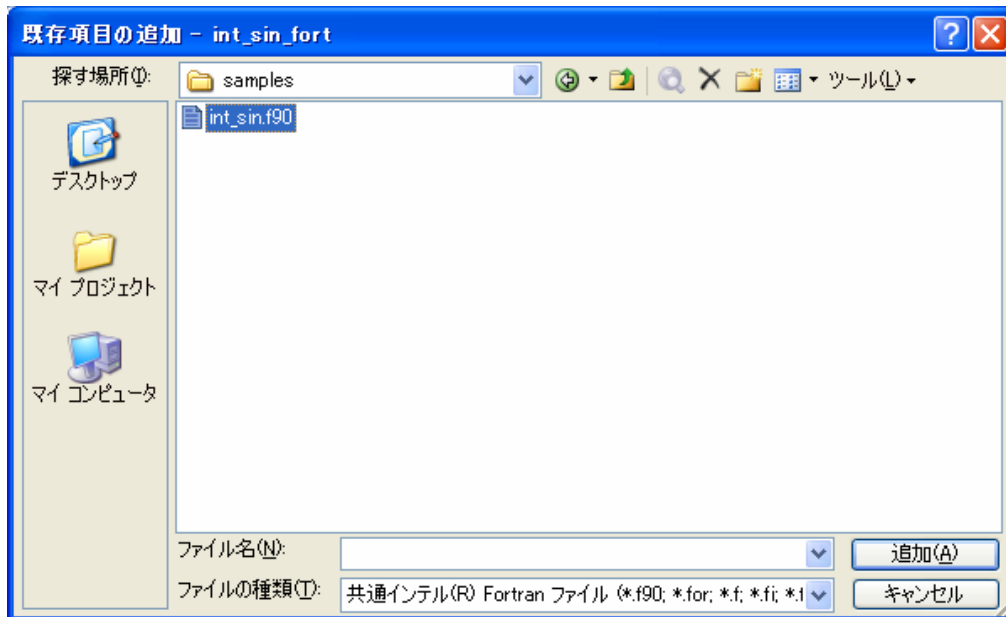 既存項目の追加 - int_sin_fort
探す場所(I):
samples
ツール(L)
int_sin.f90
デスクトップ
マイ プロジェクト
マイ コンピュータ
ファイル名(N):
追加(A)
ファイルの種類(T):
共通インテル(R) Fortran ファイル (*.f90; *.for; *.f; *.fi; *.f
キャンセル